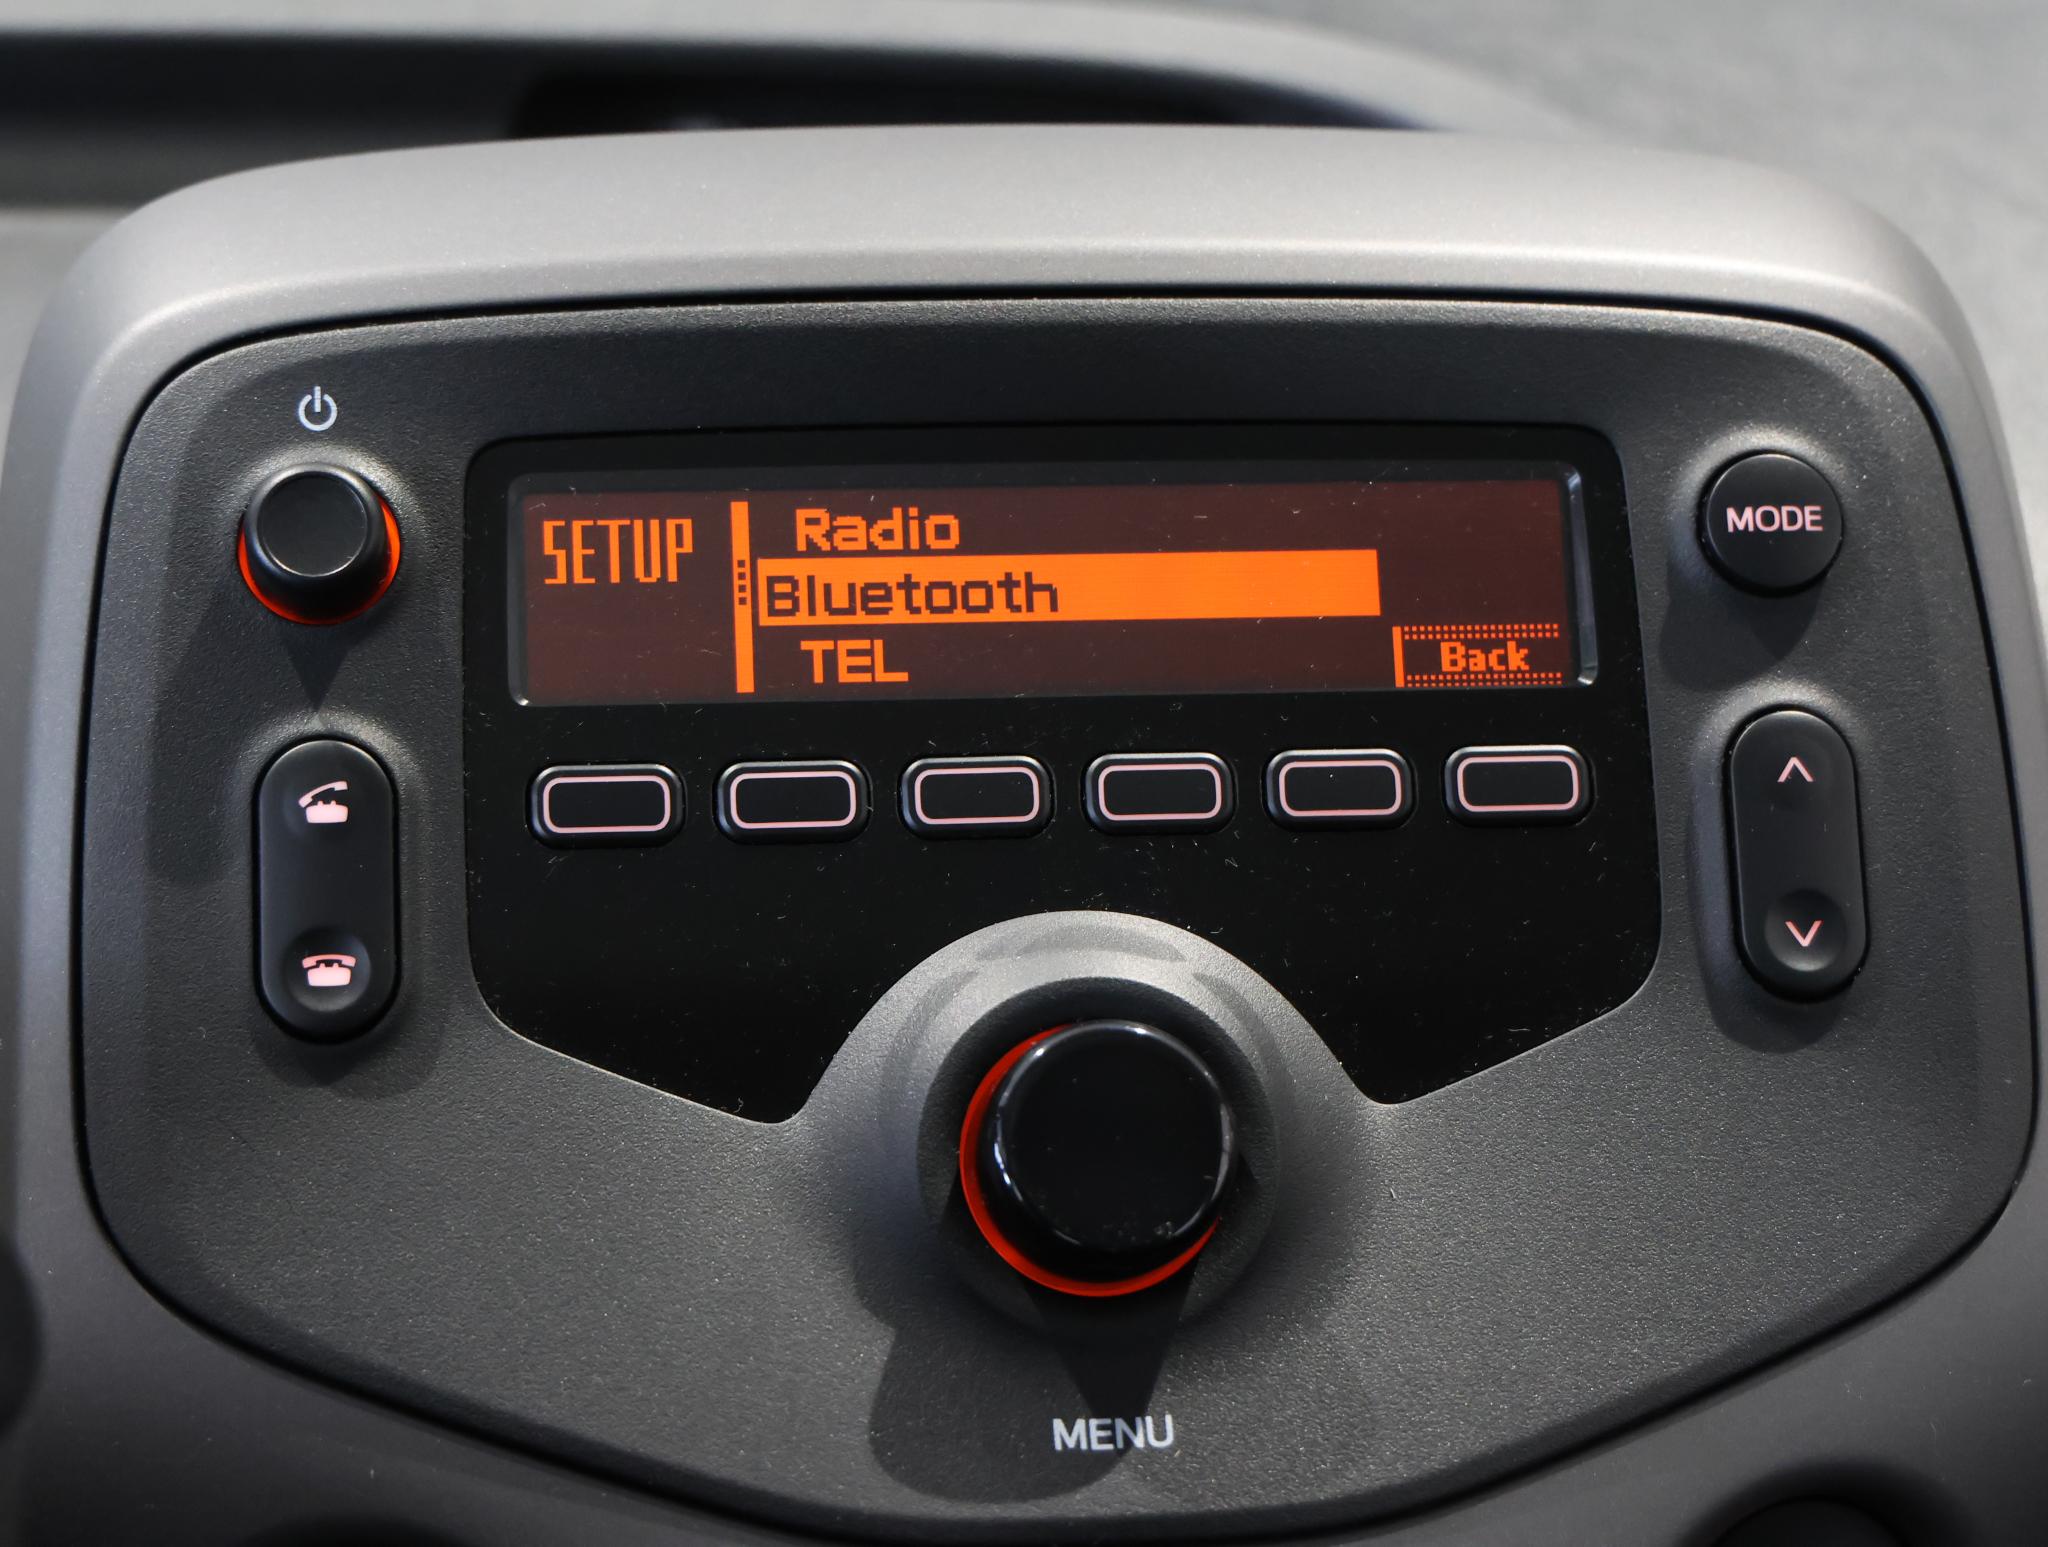 SETUP
Radio
Bluetooth
TEL
Back
MODE
MENU